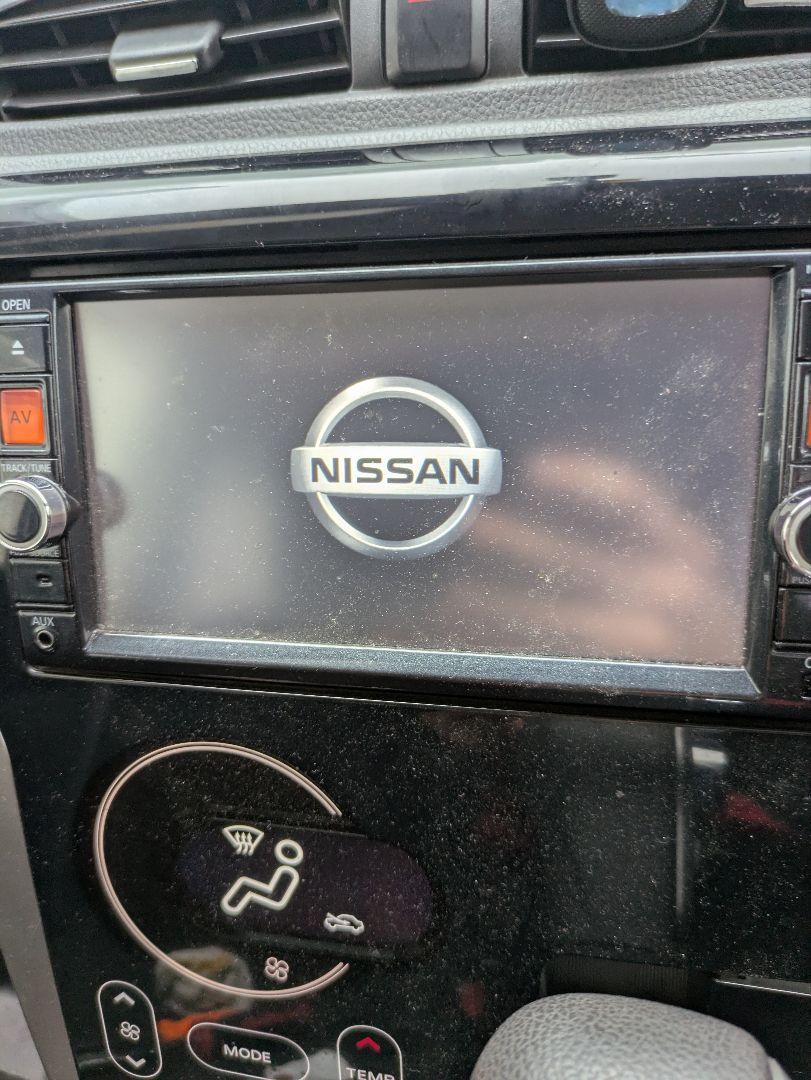 OPEN
AV
TRACK/TUNE
NISSAN
AUX
MODE
TEMP